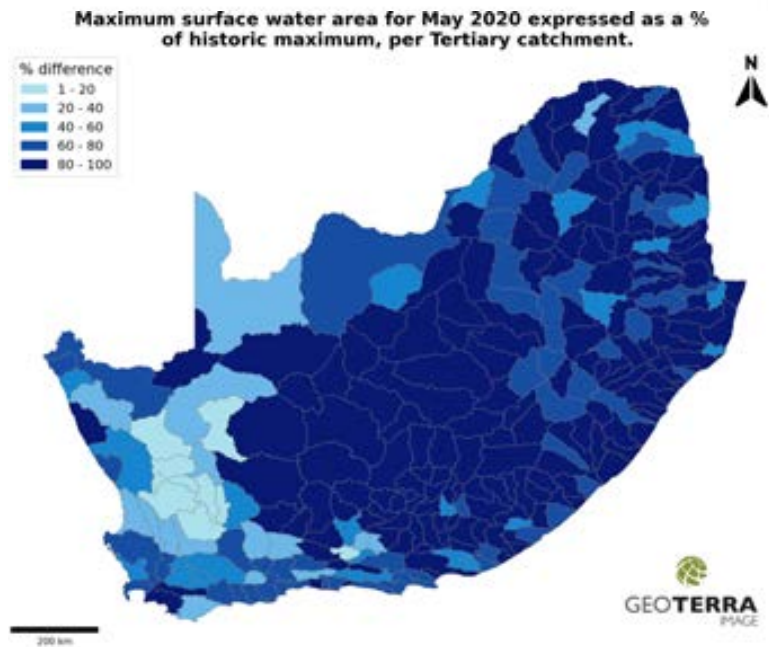 Maximum surface water area for May 2020 expressed as a %
of historic maximum, per Tertiary catchment.
% difference
1 - 20
20 - 40
40 - 60
60 - 80
80 - 100
N
GEOTERRA
IMAGE
200 km